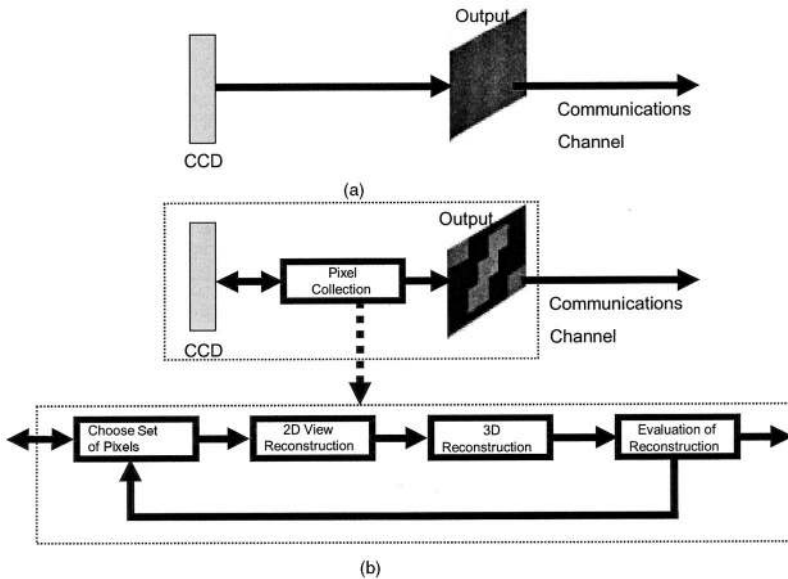 Output
Communications
Channel
CCD
(a)
Output
Pixel
Collection
Communications
Channel
CCD
Choose Set
of Pixels
2D View
Reconstruction
3D
Reconstruction
Evaluation of
Reconstruction
(b)